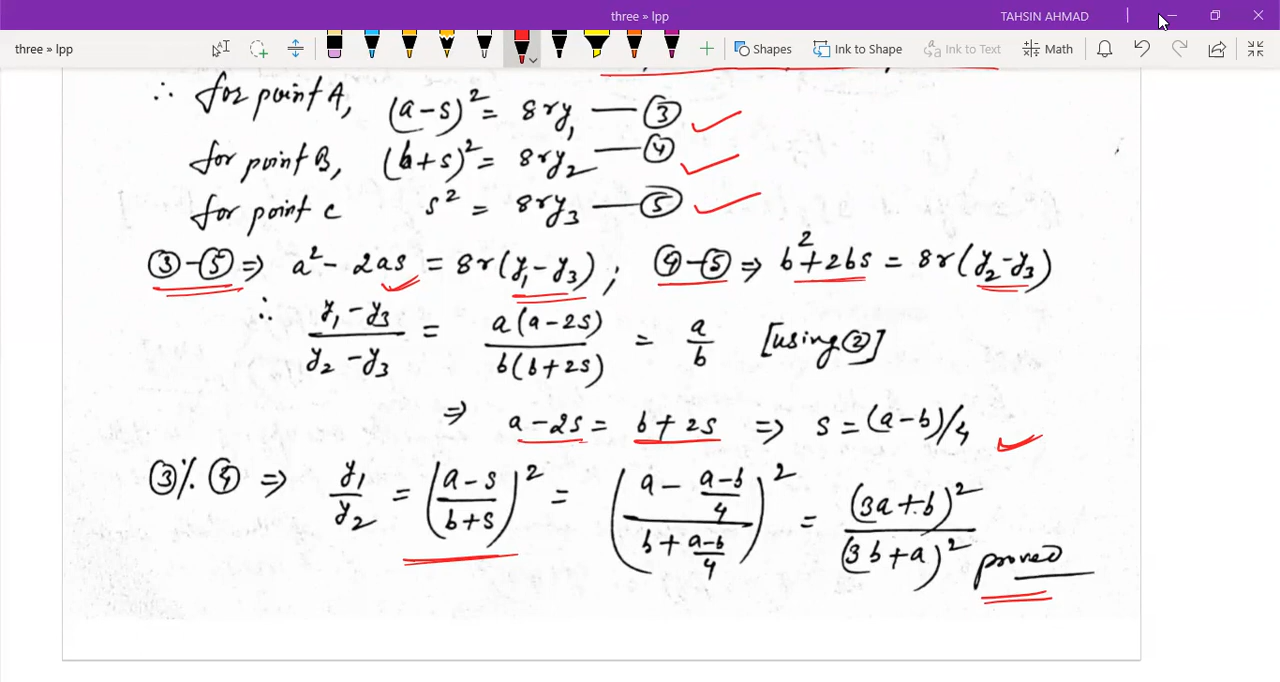 three » lpp
TAHSIN AHMAD
three » lpp
Shapes
Ink to Shape
Ink to Text
Math
∴ for point A, (a-s)² = 8ry₁ — ③
for point B, (b+s)² = 8ry₂ — ④
for point c s² = 8ry₃ — ⑤
③-⑤ ⇒ a² - 2as = 8r(y₁-y₃) ; ④-⑤ ⇒ b²+2bs = 8r(y₂-y₃)
∴ (y₁-y₃)/(y₂-y₃) = a(a-2s)/b(b+2s) = a/b [using ②]
⇒ a-2s = b+2s ⇒ s = (a-b)/4
③/. ④ ⇒ y₁/y₂ = ((a-s)/(b+s))² = ((a - (a-b)/4)/(b + (a-b)/4))² = (3a+b)²/(3b+a)² proved